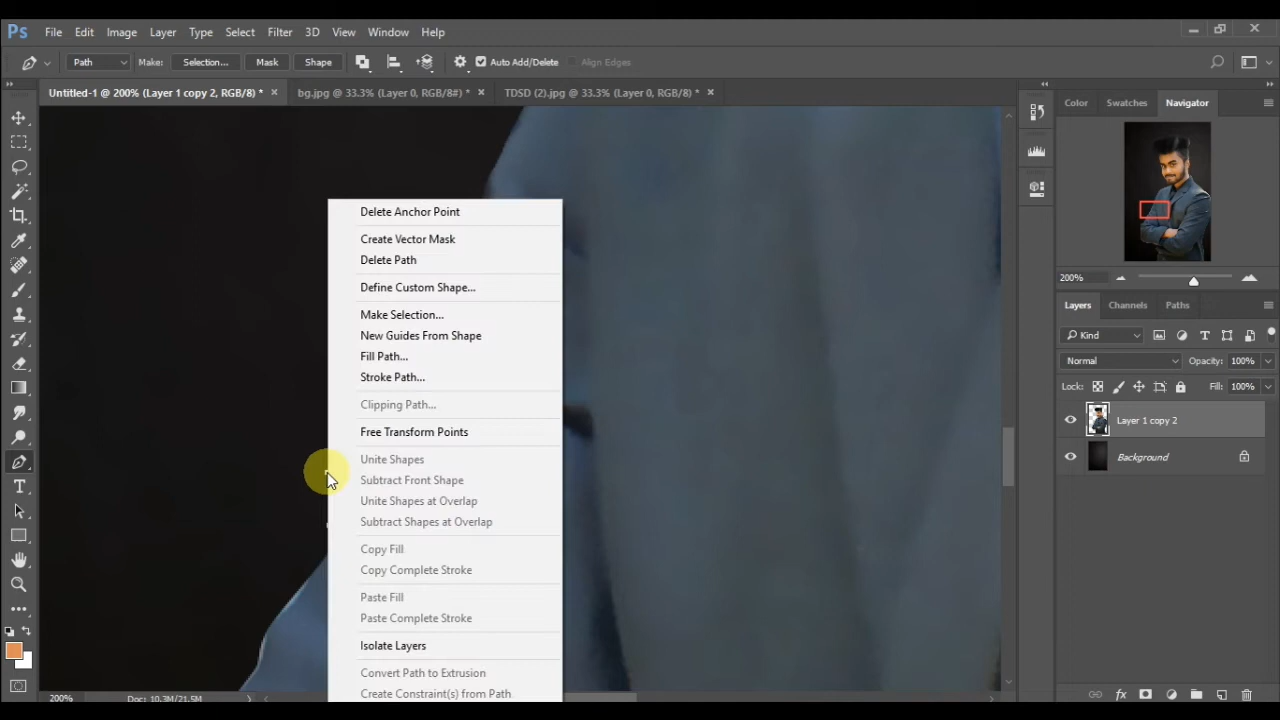 Ps File Edit Image Layer Type Select Filter 3D View Window Help
Path Make: Selection... Mask Shape Auto Add/Delete Align Edges
Untitled-1 @ 200% (Layer 1 copy 2, RGB/8) * × bg.jpg @ 33.3% (Layer 0, RGB/8#) * × TDSD (2).jpg @ 33.3% (Layer 0, RGB/8) * ×
Color Swatches Navigator
Delete Anchor Point
Create Vector Mask
Delete Path
Define Custom Shape...
Make Selection...
New Guides From Shape
Fill Path...
Stroke Path...
Clipping Path...
Free Transform Points
Unite Shapes
Subtract Front Shape
Unite Shapes at Overlap
Subtract Shapes at Overlap
Copy Fill
Copy Complete Stroke
Paste Fill
Paste Complete Stroke
Isolate Layers
Convert Path to Extrusion
Create Constraint(s) from Path
200%
Layers Channels Paths
Kind
Normal Opacity: 100%
Lock: Fill: 100%
Layer 1 copy 2
Background
200% Doc: 10.3M/21.5M